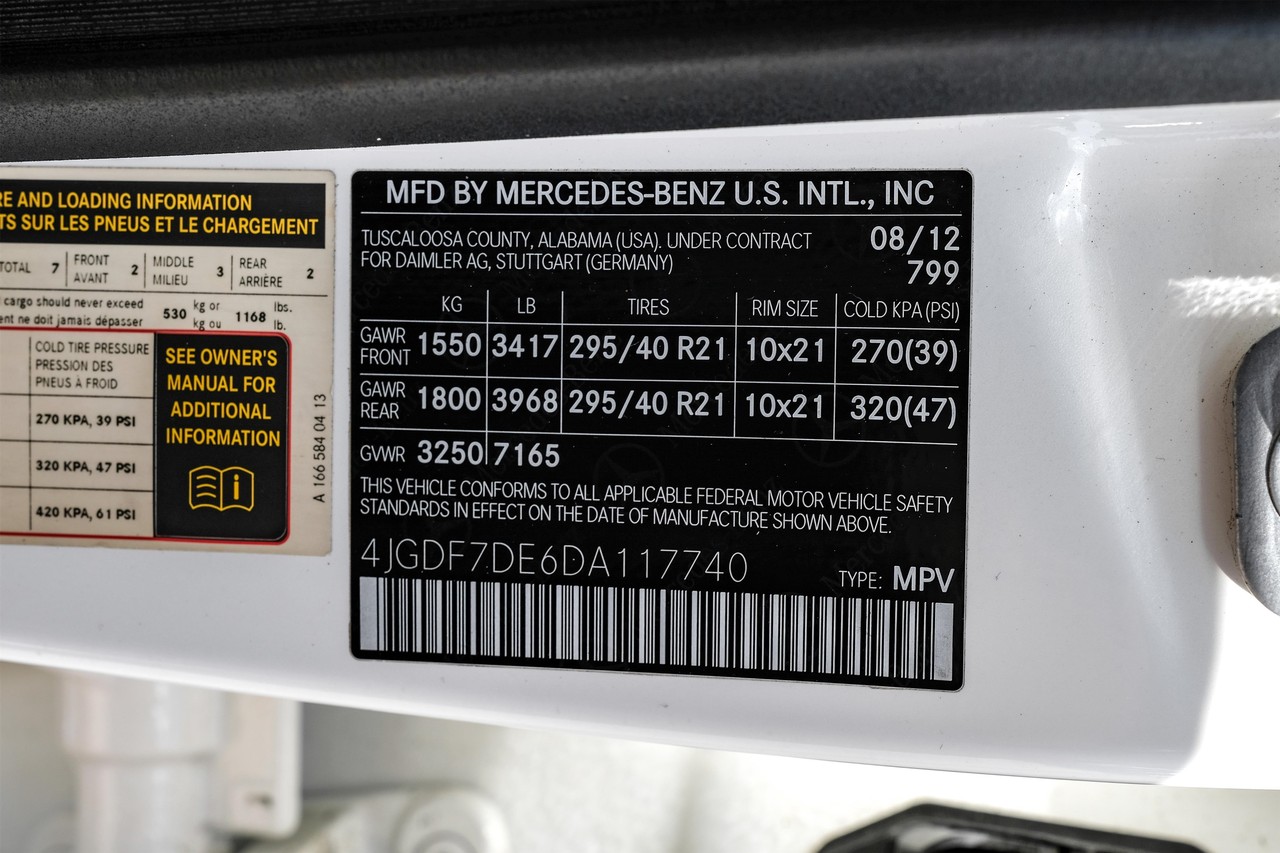 RE AND LOADING INFORMATION
TS SUR LES PNEUS ET LE CHARGEMENT
TOTAL 7 FRONT AVANT 2 MIDDLE MILIEU 3 REAR ARRIÈRE 2
cargo should never exceed
ent ne doit jamais dépasser
530 kg or kg ou 1168 lbs. lb.
COLD TIRE PRESSURE
PRESSION DES
PNEUS À FROID
270 KPA, 39 PSI
320 KPA, 47 PSI
420 KPA, 61 PSI
SEE OWNER'S
MANUAL FOR
ADDITIONAL
INFORMATION
A 166 584 04 13
MFD BY MERCEDES-BENZ U.S. INTL., INC
TUSCALOOSA COUNTY, ALABAMA (USA). UNDER CONTRACT
FOR DAIMLER AG, STUTTGART (GERMANY)
08/12
799
KG LB TIRES RIM SIZE COLD KPA (PSI)
GAWR FRONT 1550 3417 295/40 R21 10x21 270(39)
GAWR REAR 1800 3968 295/40 R21 10x21 320(47)
GVWR 3250 7165
THIS VEHICLE CONFORMS TO ALL APPLICABLE FEDERAL MOTOR VEHICLE SAFETY
STANDARDS IN EFFECT ON THE DATE OF MANUFACTURE SHOWN ABOVE.
4JGDF7DE6DA117740
TYPE: MPV